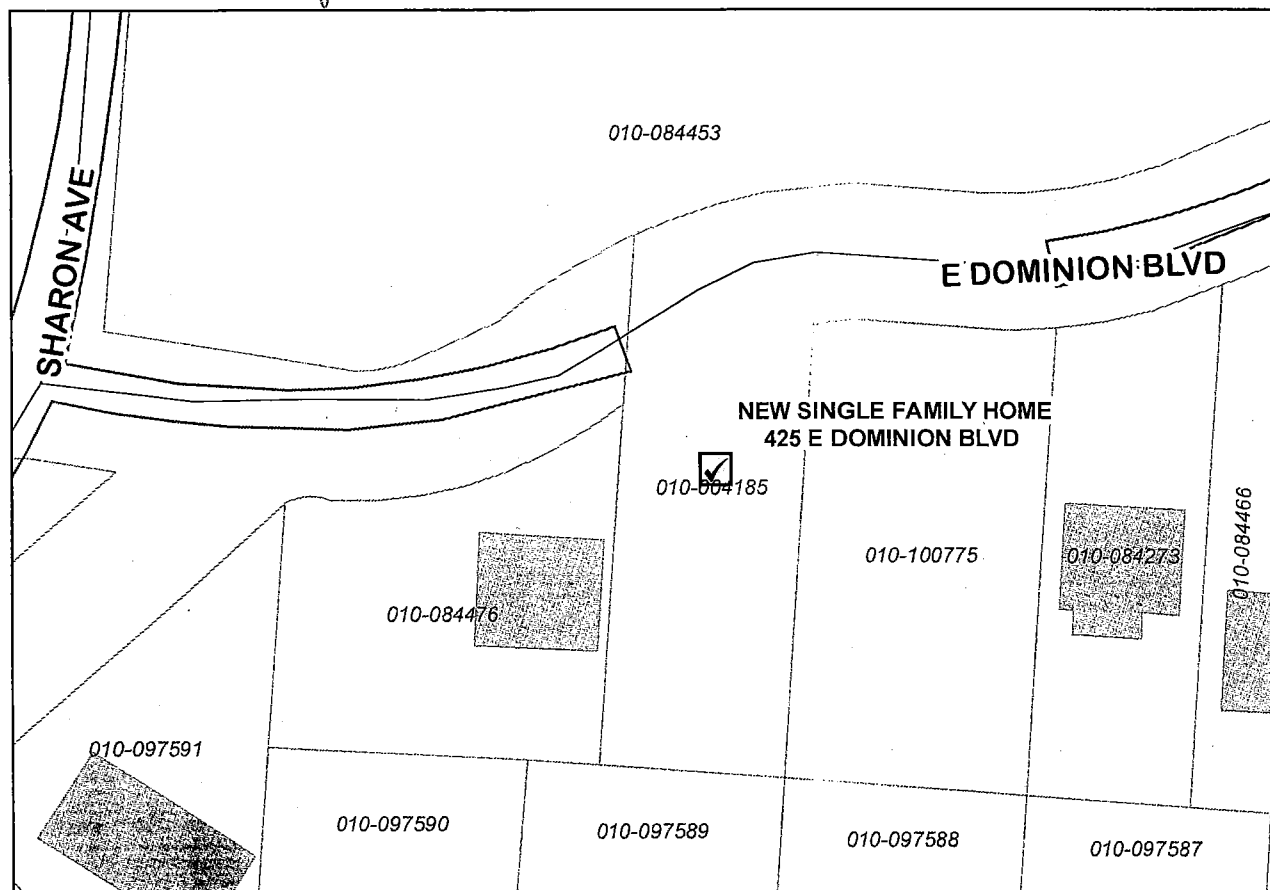 010-084453
SHARON AVE
E DOMINION BLVD
NEW SINGLE FAMILY HOME
425 E DOMINION BLVD
010-004185
010-100775
010-084273
010-084466
010-084476
010-097591
010-097590
010-097589
010-097588
010-097587